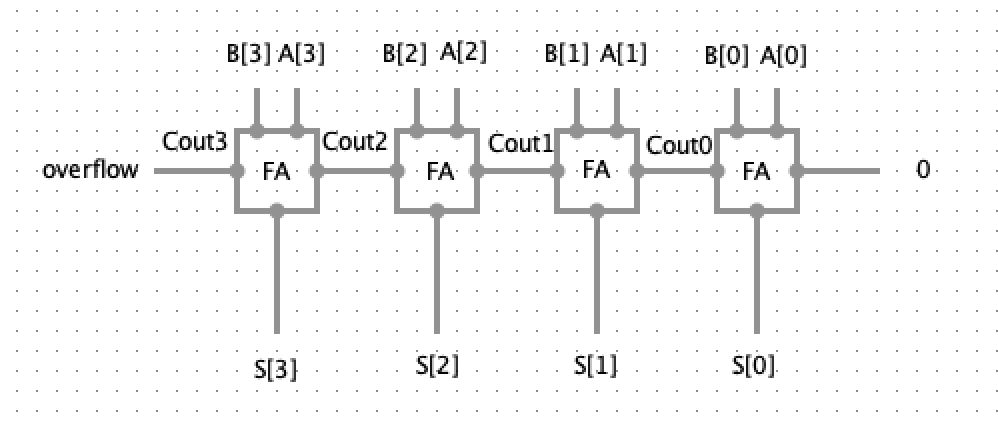 B[3] A[3] B[2] A[2] B[1] A[1] B[0] A[0]
Cout3 Cout2 Cout1 Cout0
overflow FA FA FA FA 0
S[3] S[2] S[1] S[0]